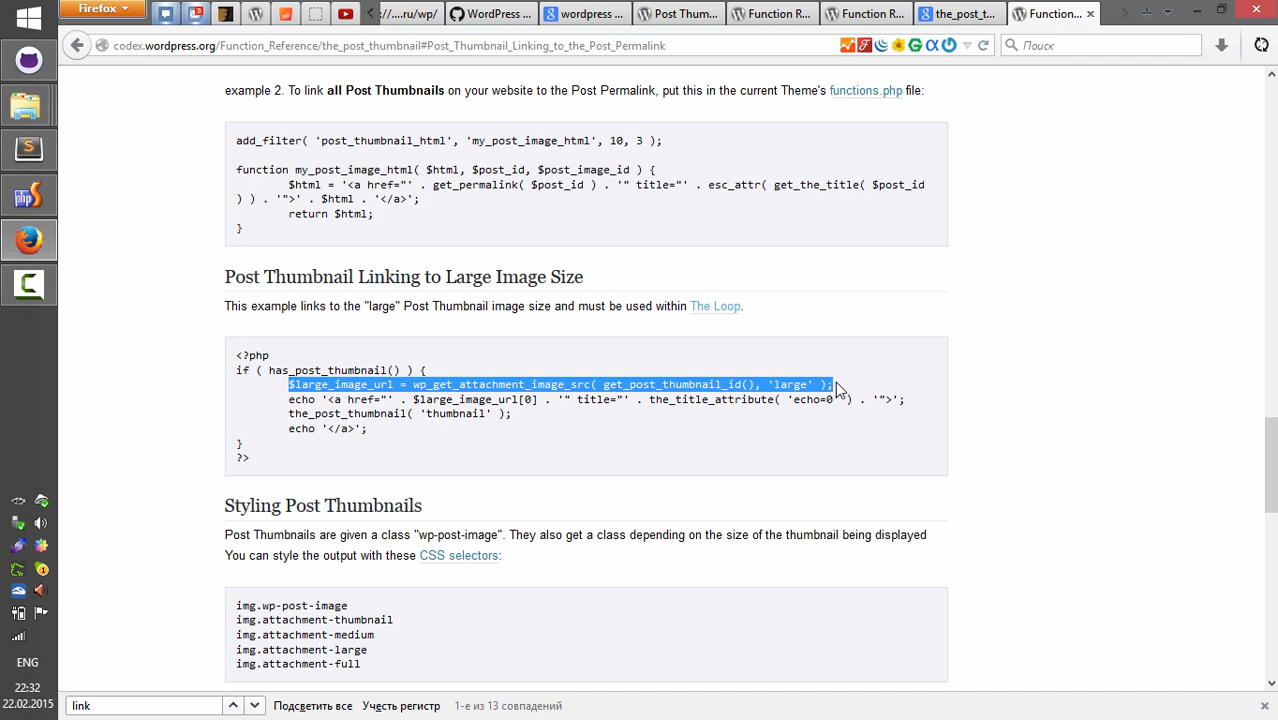 Firefox
://....ru/wp/
WordPress ...
wordpress ...
Post Thum...
Function R...
Function R...
the_post_t...
Function...
codex.wordpress.org/Function_Reference/the_post_thumbnail#Post_Thumbnail_Linking_to_the_Post_Permalink
Поиск
example 2. To link all Post Thumbnails on your website to the Post Permalink, put this in the current Theme's functions.php file:
add_filter( 'post_thumbnail_html', 'my_post_image_html', 10, 3 );
function my_post_image_html( $html, $post_id, $post_image_id ) {
$html = '<a href="' . get_permalink( $post_id ) . '" title="' . esc_attr( get_the_title( $post_id
) ) . '">' . $html . '</a>';
return $html;
}
Post Thumbnail Linking to Large Image Size
This example links to the "large" Post Thumbnail image size and must be used within The Loop.
<?php
if ( has_post_thumbnail() ) {
$large_image_url = wp_get_attachment_image_src( get_post_thumbnail_id(), 'large' );
echo '<a href="' . $large_image_url[0] . '" title="' . the_title_attribute( 'echo=0' ) . '">';
the_post_thumbnail( 'thumbnail' );
echo '</a>';
}
?>
Styling Post Thumbnails
Post Thumbnails are given a class "wp-post-image". They also get a class depending on the size of the thumbnail being displayed
You can style the output with these CSS selectors:
img.wp-post-image
img.attachment-thumbnail
img.attachment-medium
img.attachment-large
img.attachment-full
ENG
22:32
22.02.2015
link
Подсветить все
Учесть регистр
1-е из 13 совпадений